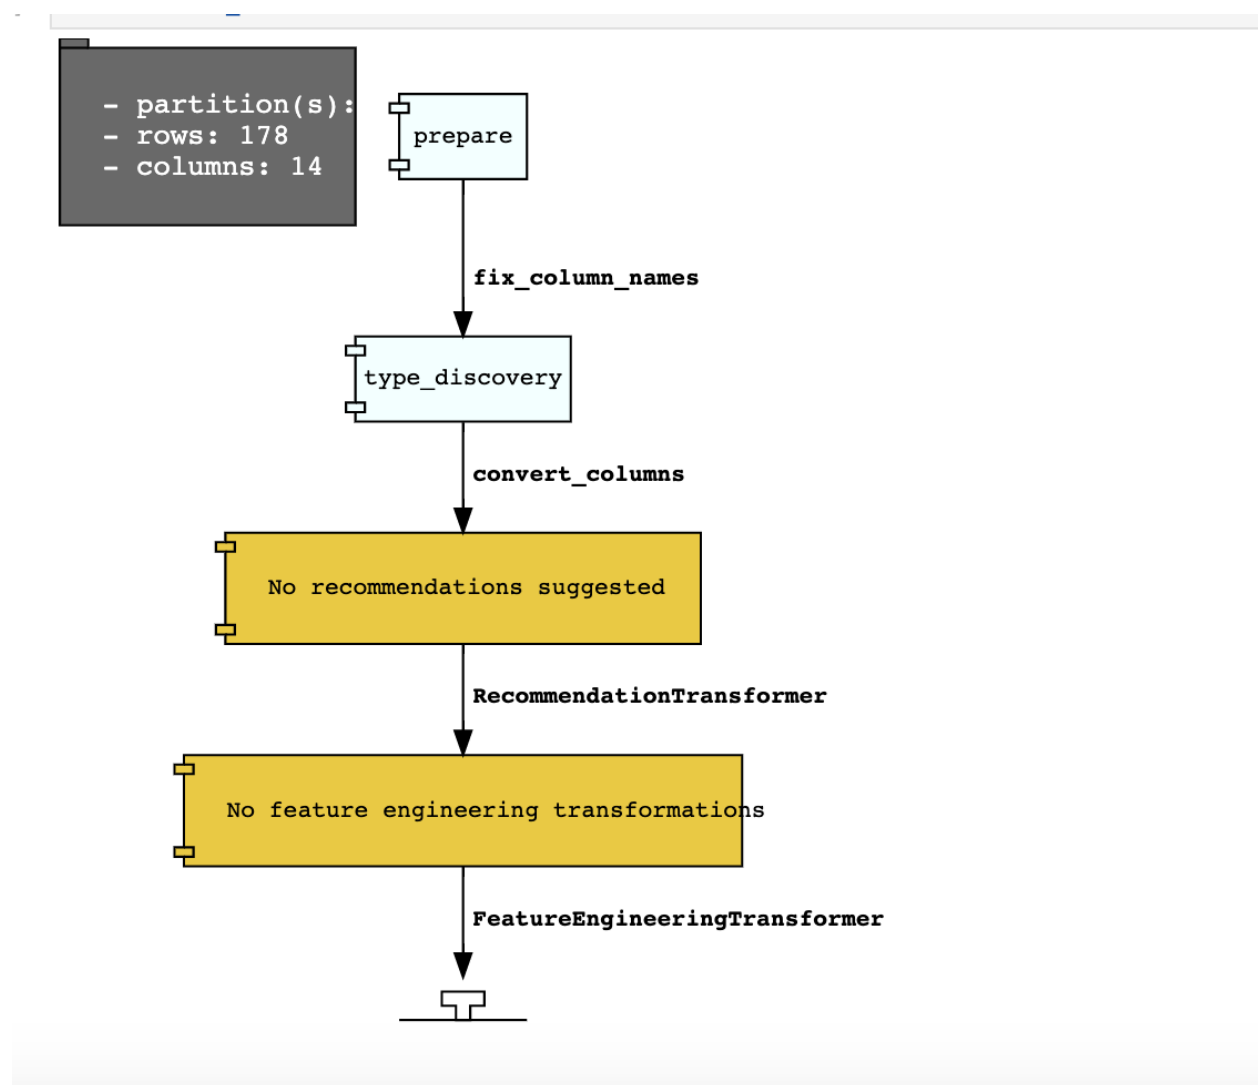 - partition(s):
- rows: 178
- columns: 14
prepare
fix_column_names
type_discovery
convert_columns
No recommendations suggested
RecommendationTransformer
No feature engineering transformations
FeatureEngineeringTransformer